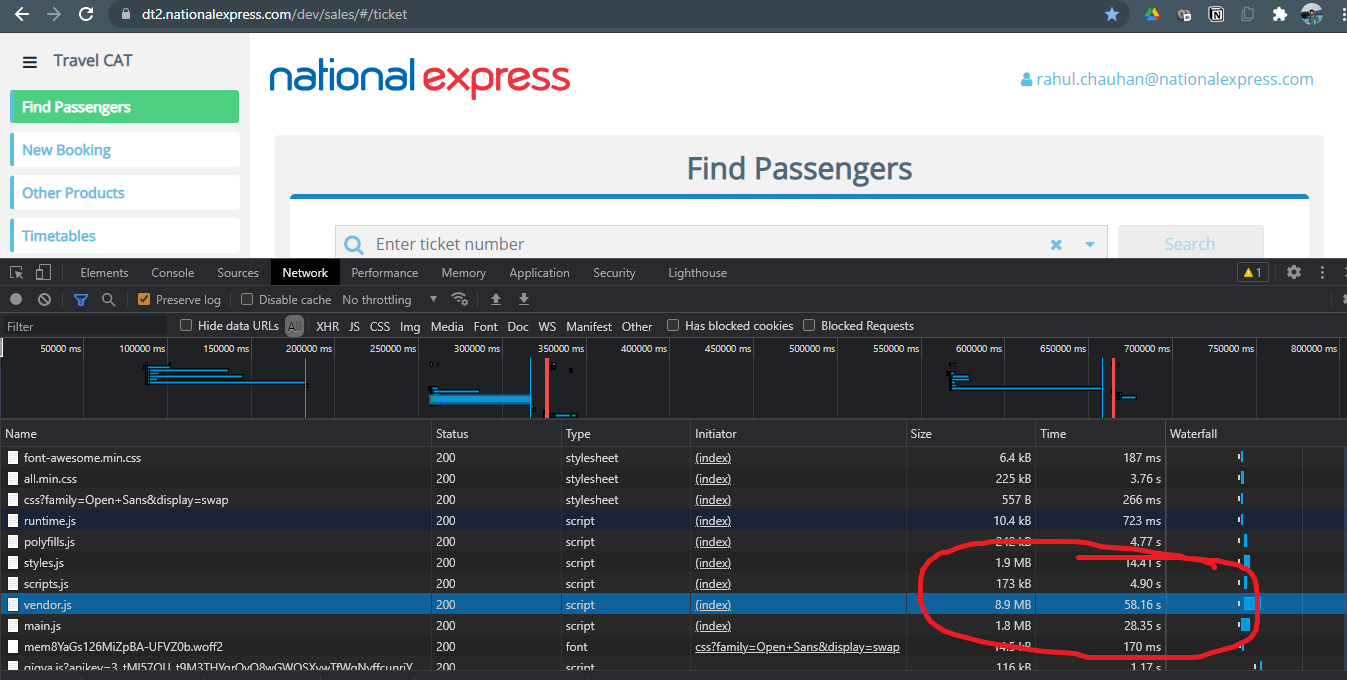 dt2.nationalexpress.com/dev/sales/#/ticket
Travel CAT
national express
rahul.chauhan@nationalexpress.com
Find Passengers
New Booking
Other Products
Timetables
Find Passengers
Enter ticket number
Search
Elements Console Sources Network Performance Memory Application Security Lighthouse 1
Preserve log Disable cache No throttling
Filter Hide data URLs All XHR JS CSS Img Media Font Doc WS Manifest Other Has blocked cookies Blocked Requests
50000 ms 100000 ms 150000 ms 200000 ms 250000 ms 300000 ms 350000 ms 400000 ms 450000 ms 500000 ms 550000 ms 600000 ms 650000 ms 700000 ms 750000 ms 800000 ms
Name Status Type Initiator Size Time Waterfall
font-awesome.min.css 200 stylesheet (index) 6.4 kB 187 ms
all.min.css 200 stylesheet (index) 225 kB 3.76 s
css?family=Open+Sans&display=swap 200 stylesheet (index) 557 B 266 ms
runtime.js 200 script (index) 10.4 kB 723 ms
polyfills.js 200 script (index) 242 kB 4.77 s
styles.js 200 script (index) 1.9 MB 14.41 s
scripts.js 200 script (index) 173 kB 4.90 s
vendor.js 200 script (index) 8.9 MB 58.16 s
main.js 200 script (index) 1.8 MB 28.35 s
mem8YaGs126MiZpBA-UFVZ0b.woff2 200 font css?family=Open+Sans&display=swap 14.5 kB 170 ms
200 script (index) 116 kB 1.17 s